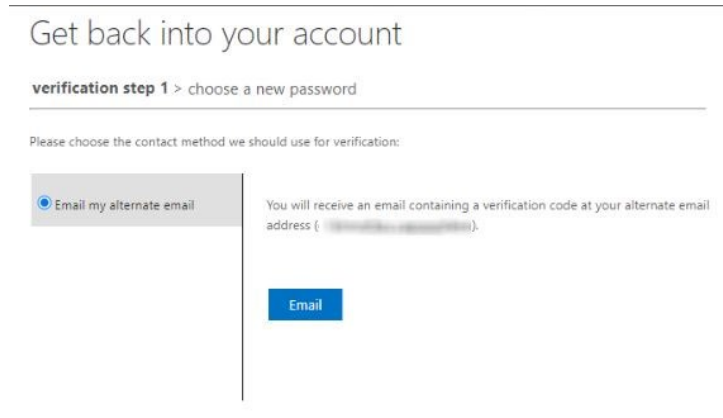 Get back into your account
verification step 1 > choose a new password
Please choose the contact method we should use for verification:
Email my alternate email
You will receive an email containing a verification code at your alternate email
address ( ).
Email